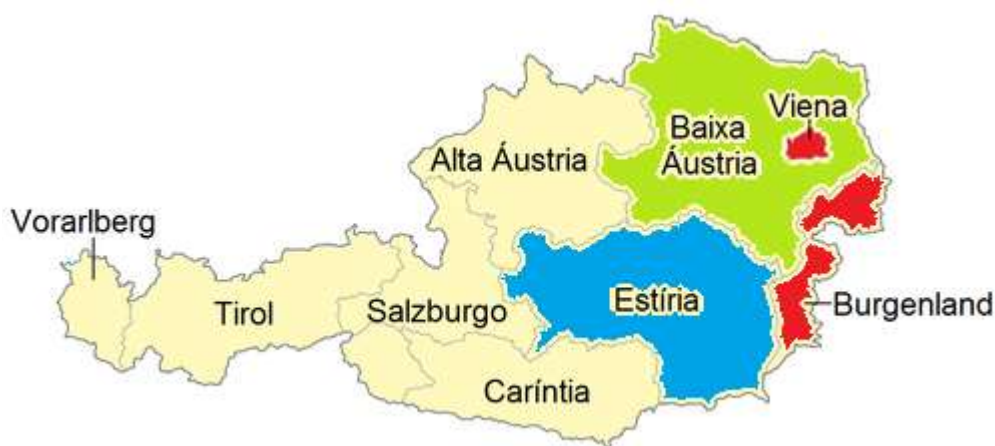 Viena
Baixa
Áustria
Alta Áustria
Vorarlberg
Tirol
Salzburgo
Estíria
Burgenland
Caríntia